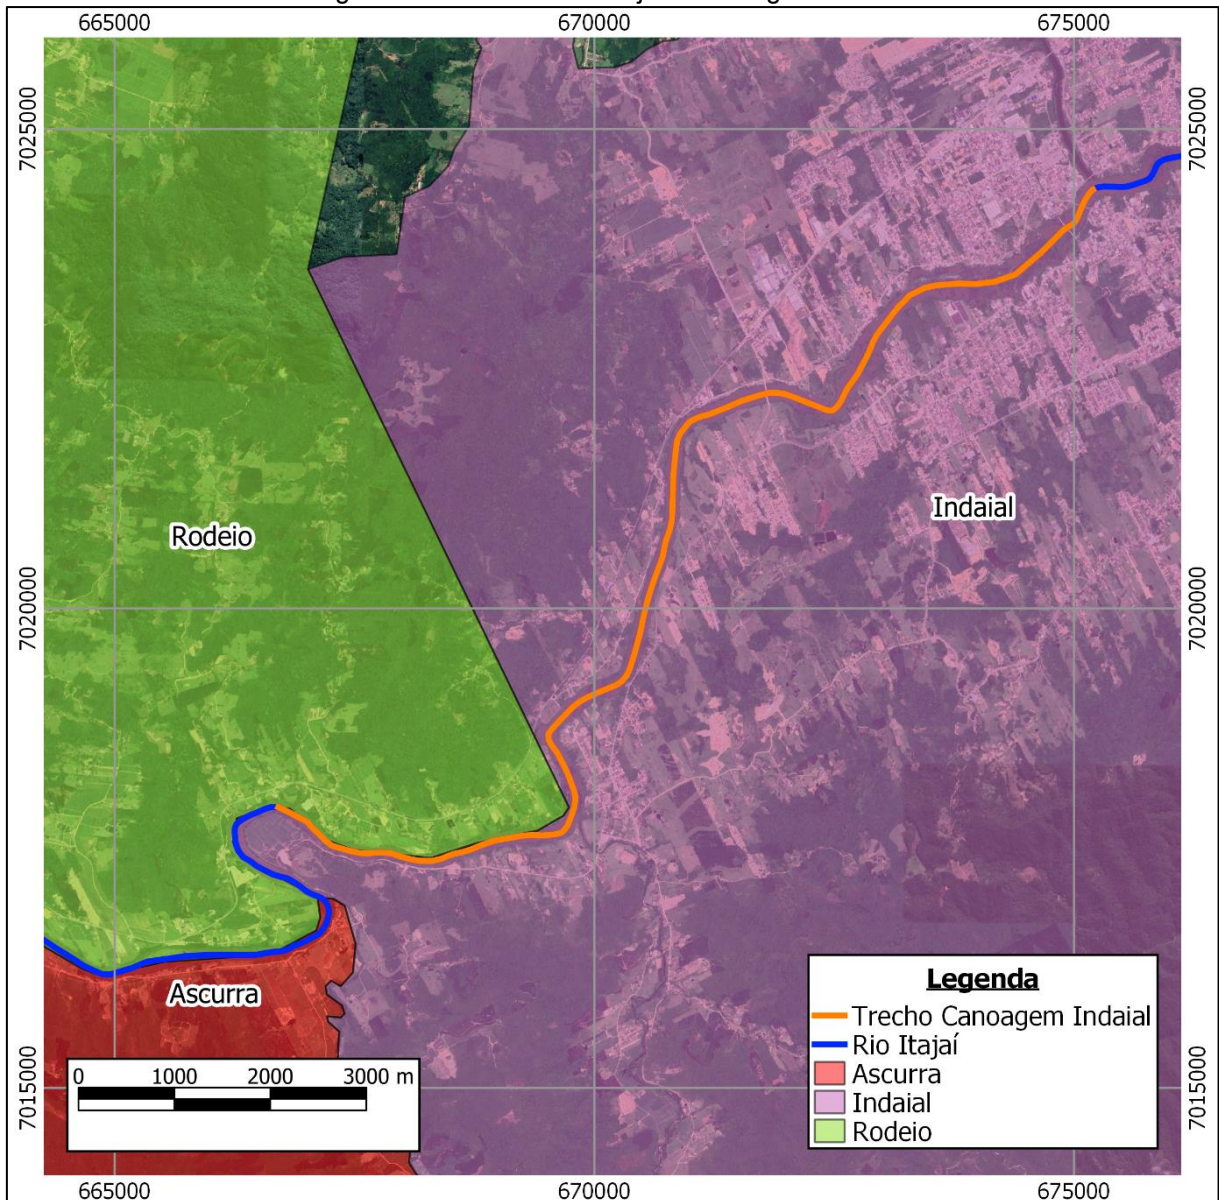 665000 670000 675000
7025000 7025000
Indaial
Rodeio
7020000 7020000
Ascurra
Legenda
Trecho Canoagem Indaial
Rio Itajaí
Ascurra
Indaial
Rodeio
0 1000 2000 3000 m
7015000 7015000
665000 670000 675000